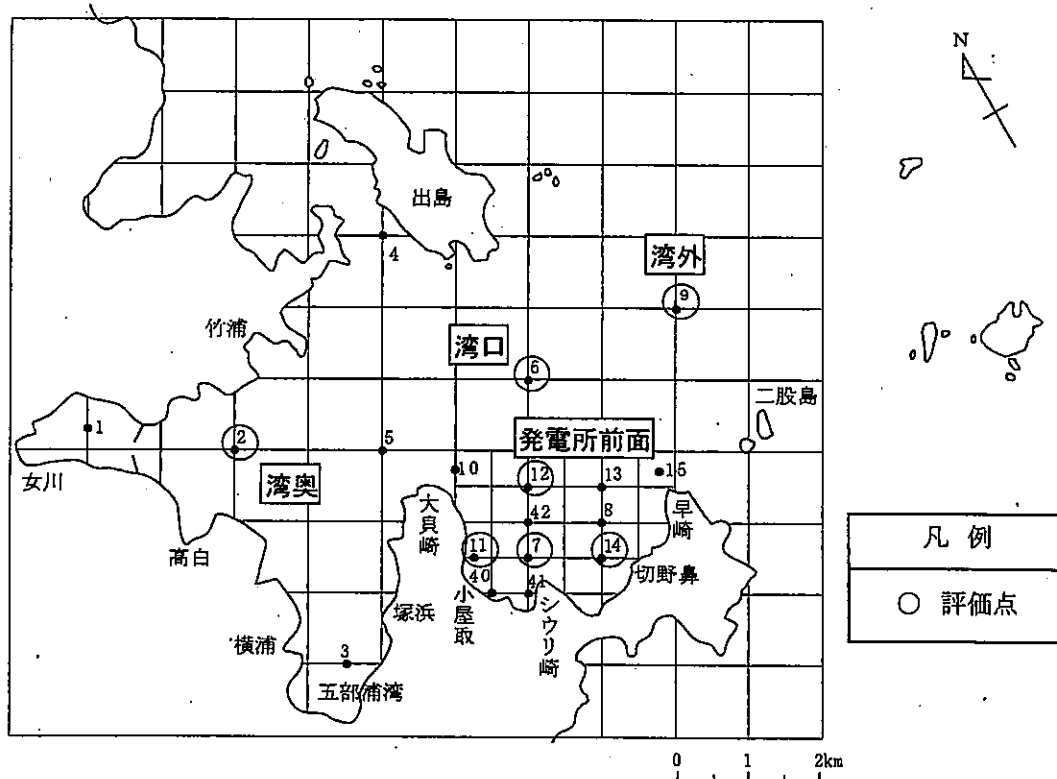 N
出島
4
湾外
9
竹浦
湾口
6
二股島
1
2
5
発電所前面
10
12
13
15
女川
湾奥
大貝崎
42
8
早崎
高白
11
7
14
切野鼻
40
41
小屋取
シウリ崎
塚浜
横浦
3
五部浦湾
凡例
○ 評価点
0 1 2km